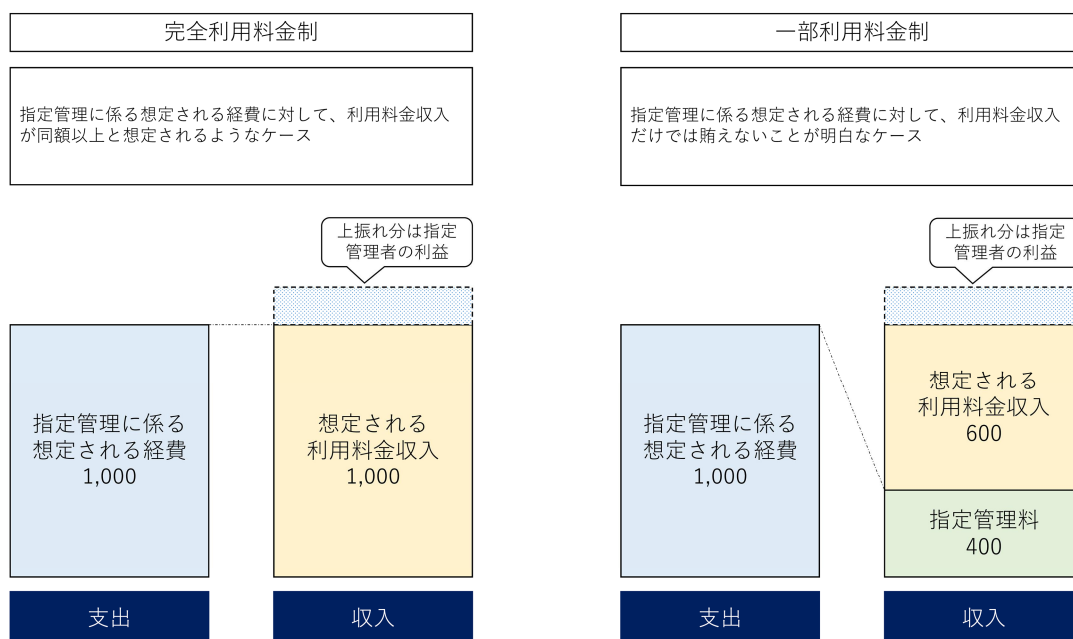 完全利用料金制
指定管理に係る想定される経費に対して、利用料金収入
が同額以上と想定されるようなケース
上振れ分は指定
管理者の利益
指定管理に係る
想定される経費
1,000
想定される
利用料金収入
1,000
支出
収入
一部利用料金制
指定管理に係る想定される経費に対して、利用料金収入
だけでは賄えないことが明白なケース
上振れ分は指定
管理者の利益
指定管理に係る
想定される経費
1,000
想定される
利用料金収入
600
指定管理料
400
支出
収入